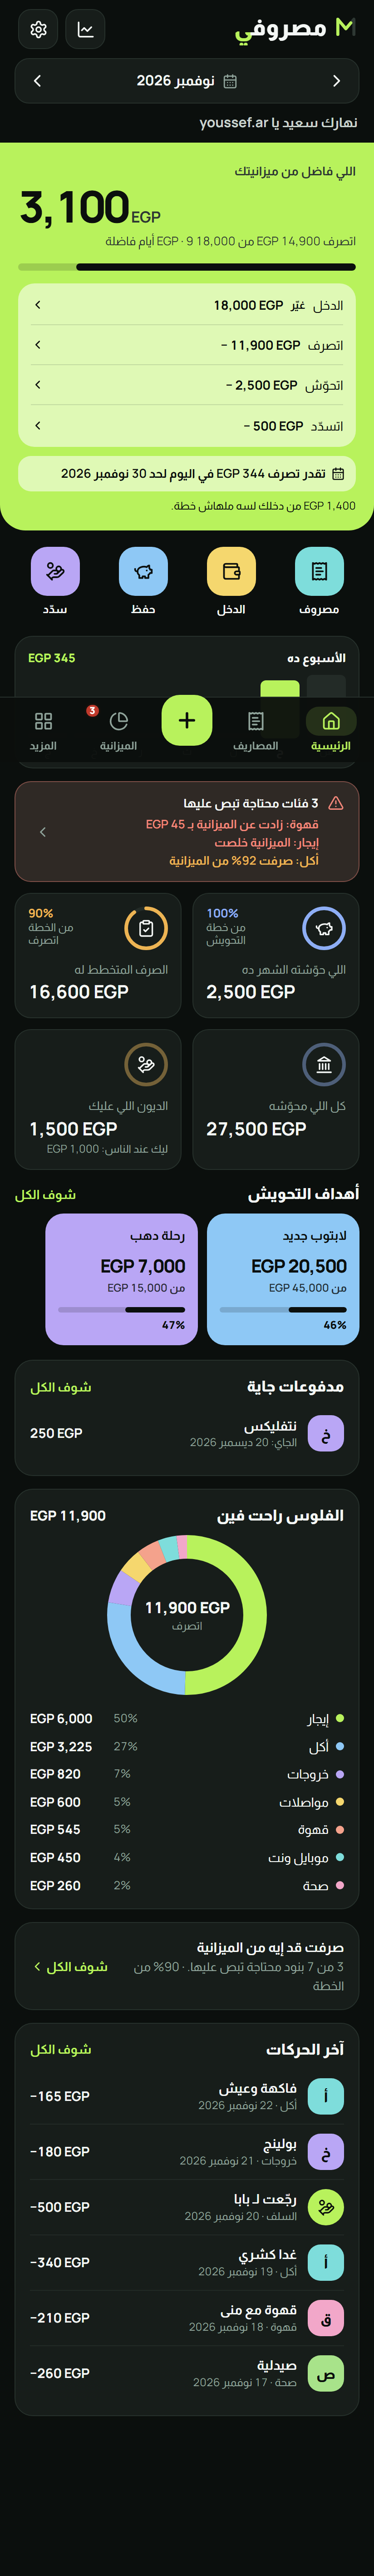 مصروفي
نوفمبر 2026
نهارك سعيد يا youssef.ar
اللي فاضل من ميزانيتك
3,100 EGP
اتصرف 14,900 EGP من 18,000 EGP · 9 أيام فاضلة
الدخل غيّر 18,000 EGP
اتصرف 11,900 EGP −
اتحوّش 2,500 EGP −
اتسدّد 500 EGP −
تقدر تصرف 344 EGP في اليوم لحد 30 نوفمبر 2026
1,400 EGP من دخلك لسه ملهاش خطة.
مصروف
الدخل
حفظ
سدّد
الأسبوع ده
345 EGP
الرئيسية
المصاريف
+
الميزانية
3
المزيد
3 فئات محتاجة تبص عليها
قهوة: زادت عن الميزانية بـ 45 EGP
إيجار: الميزانية خلصت
أكل: صرفت 92% من الميزانية
100%
من خطة
التحويش
اللي حوّشته الشهر ده
2,500 EGP
90%
من الخطة
اتصرف
الصرف المتخطط له
16,600 EGP
كل اللي محوّشه
27,500 EGP
الديون اللي عليك
1,500 EGP
ليك عند الناس: 1,000 EGP
أهداف التحويش
شوف الكل
لابتوب جديد
EGP 20,500
من 45,000 EGP
46%
رحلة دهب
EGP 7,000
من 15,000 EGP
47%
مدفوعات جاية
شوف الكل
خ
نتفليكس
250 EGP
الجاي: 20 ديسمبر 2026
الفلوس راحت فين
11,900 EGP
11,900 EGP
اتصرف
إيجار 50% EGP 6,000
أكل 27% EGP 3,225
خروجات 7% EGP 820
مواصلات 5% EGP 600
قهوة 5% EGP 545
موبايل ونت 4% EGP 450
صحة 2% EGP 260
صرفت قد إيه من الميزانية
3 من 7 بنود محتاجة تبص عليها. · 90% من
الخطة
شوف الكل
آخر الحركات
شوف الكل
أ
فاكهة وعيش
−165 EGP
أكل · 22 نوفمبر 2026
خ
بولينج
−180 EGP
خروجات · 21 نوفمبر 2026
رجّعت لـ بابا
−500 EGP
السلف · 20 نوفمبر 2026
أ
غدا كشري
−340 EGP
أكل · 19 نوفمبر 2026
ق
قهوة مع منى
−210 EGP
قهوة · 18 نوفمبر 2026
ص
صيدلية
−260 EGP
صحة · 17 نوفمبر 2026